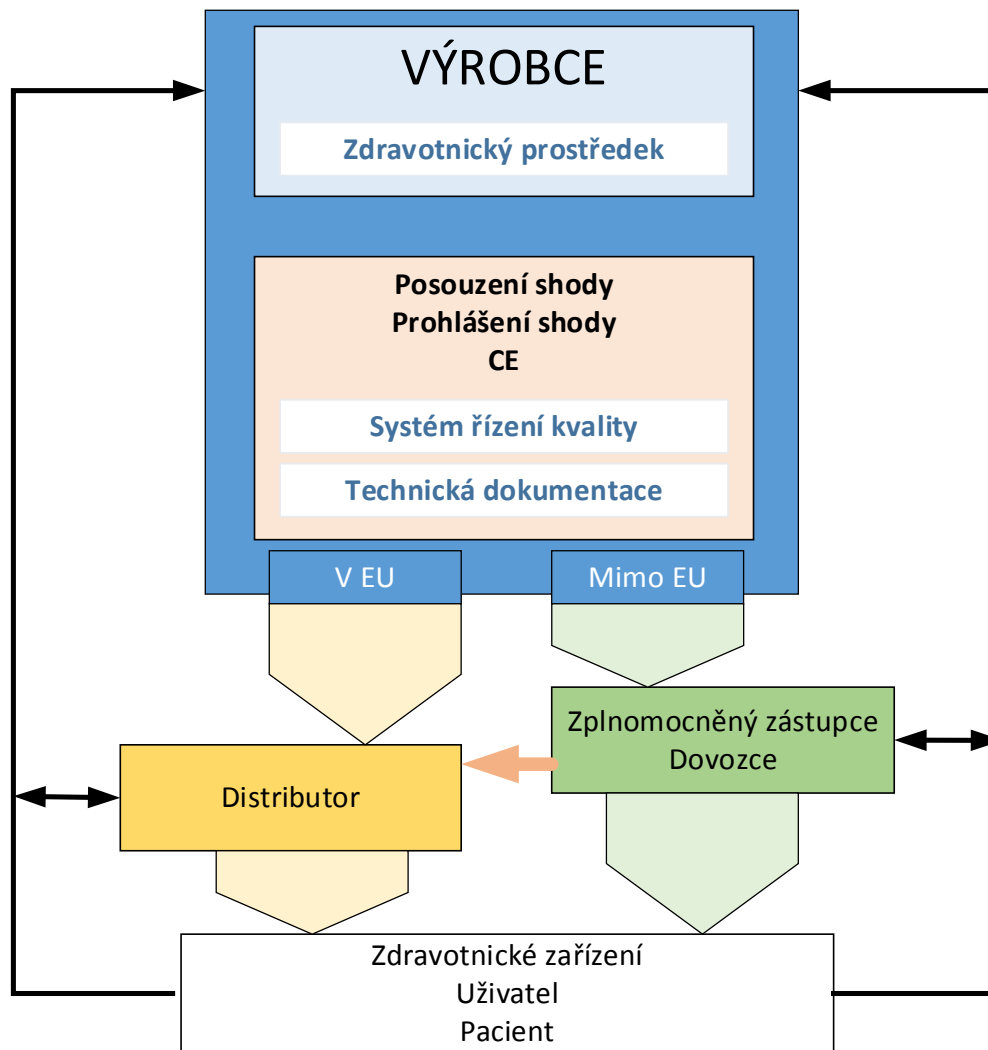 VÝROBCE
Zdravotnický prostředek
Posouzení shody
Prohlášení shody
CE
Systém řízení kvality
Technická dokumentace
V EU
Mimo EU
Zplnomocněný zástupce
Dovozce
Distributor
Zdravotnické zařízení
Uživatel
Pacient